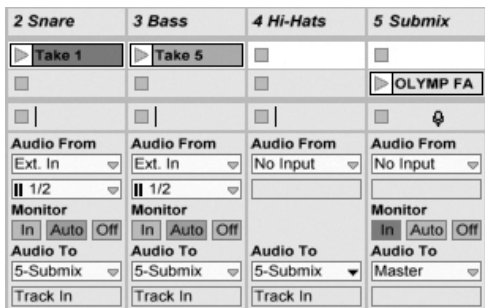 2 Snare 3 Bass 4 Hi-Hats 5 Submix
Take 1 Take 5
OLYMP FA
Audio From Audio From Audio From Audio From
Ext. In Ext. In No Input No Input
1/2 1/2
Monitor Monitor Monitor
In Auto Off In Auto Off In Auto Off
Audio To Audio To Audio To Audio To
5-Submix 5-Submix 5-Submix Master
Track In Track In Track In